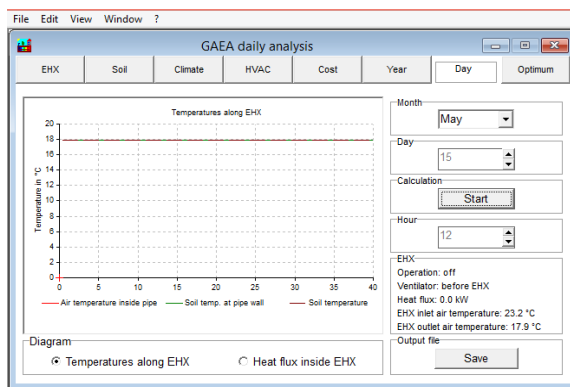 File Edit View Window ?
GAEA daily analysis
EHX Soil Climate HVAC Cost Year Day Optimum
Temperatures along EHX
Temperature in °C
20
18
16
14
12
10
8
6
4
2
0
0 5 10 15 20 25 30 35 40
Air temperature inside pipe Soil temp. at pipe wall Soil temperature
Diagram
Temperatures along EHX Heat flux inside EHX
Month
May
Day
15
Calculation
Start
Hour
12
EHX
Operation: off
Ventilator: before EHX
Heat flux: 0.0 kW
EHX inlet air temperature: 23.2 °C
EHX outlet air temperature: 17.9 °C
Output file
Save